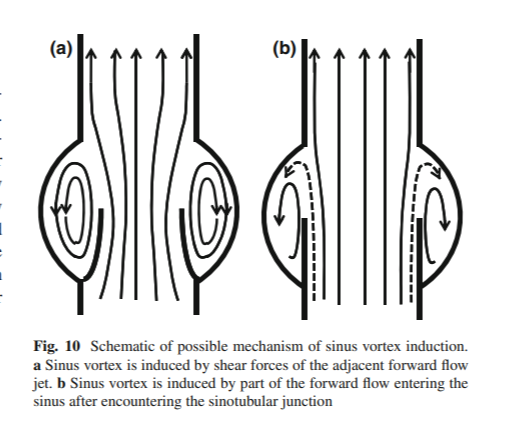 (a)
(b)
Fig. 10 Schematic of possible mechanism of sinus vortex induction.
a Sinus vortex is induced by shear forces of the adjacent forward flow
jet. b Sinus vortex is induced by part of the forward flow entering the
sinus after encountering the sinotubular junction